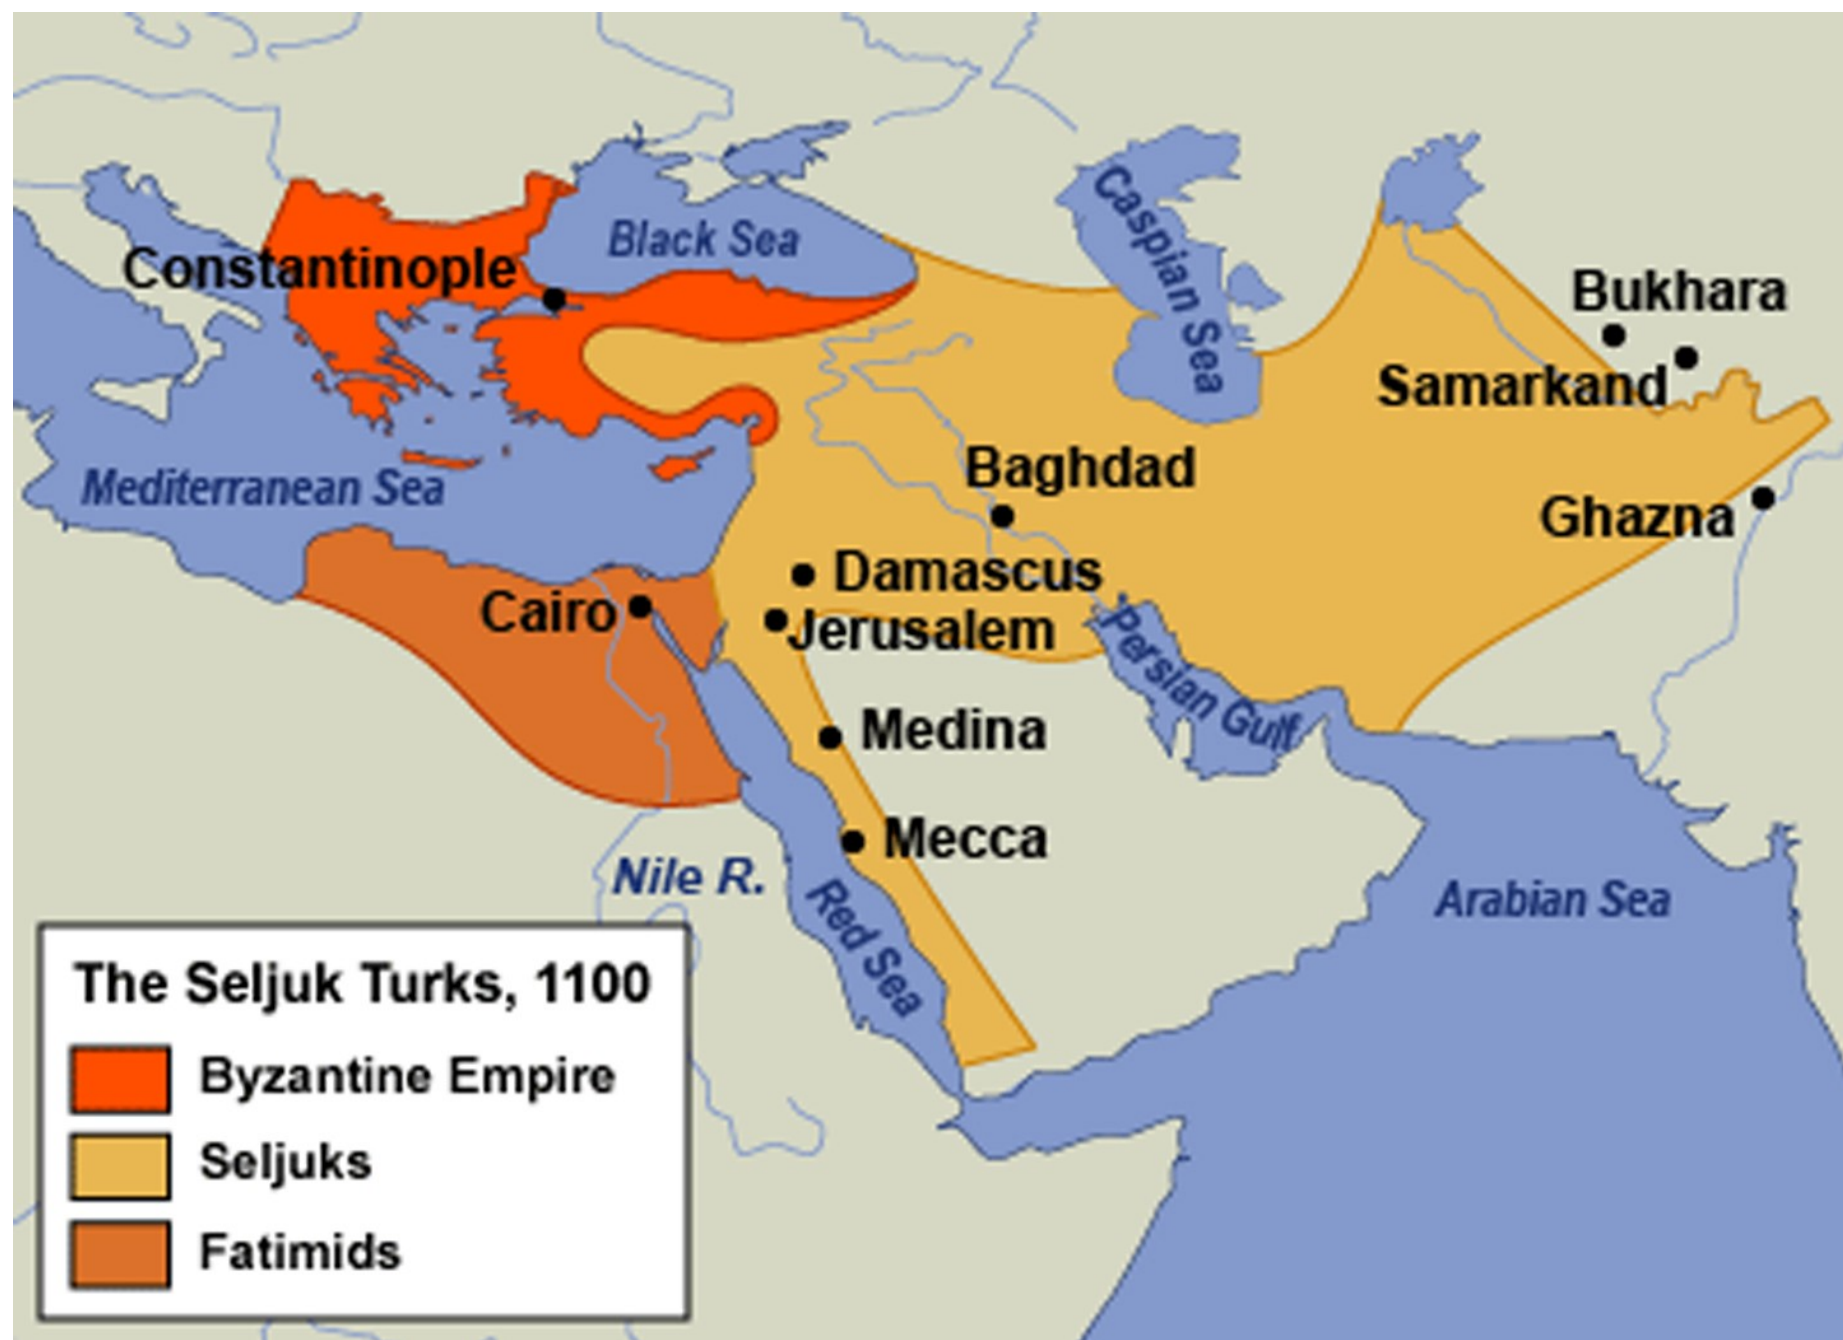 Caspian Sea
Black Sea
Constantinople
Bukhara
Samarkand
Baghdad
Mediterranean Sea
Ghazna
Damascus
Cairo
Jerusalem
Persian Gulf
Medina
Mecca
Nile R.
Red Sea
Arabian Sea
The Seljuk Turks, 1100
Byzantine Empire
Seljuks
Fatimids